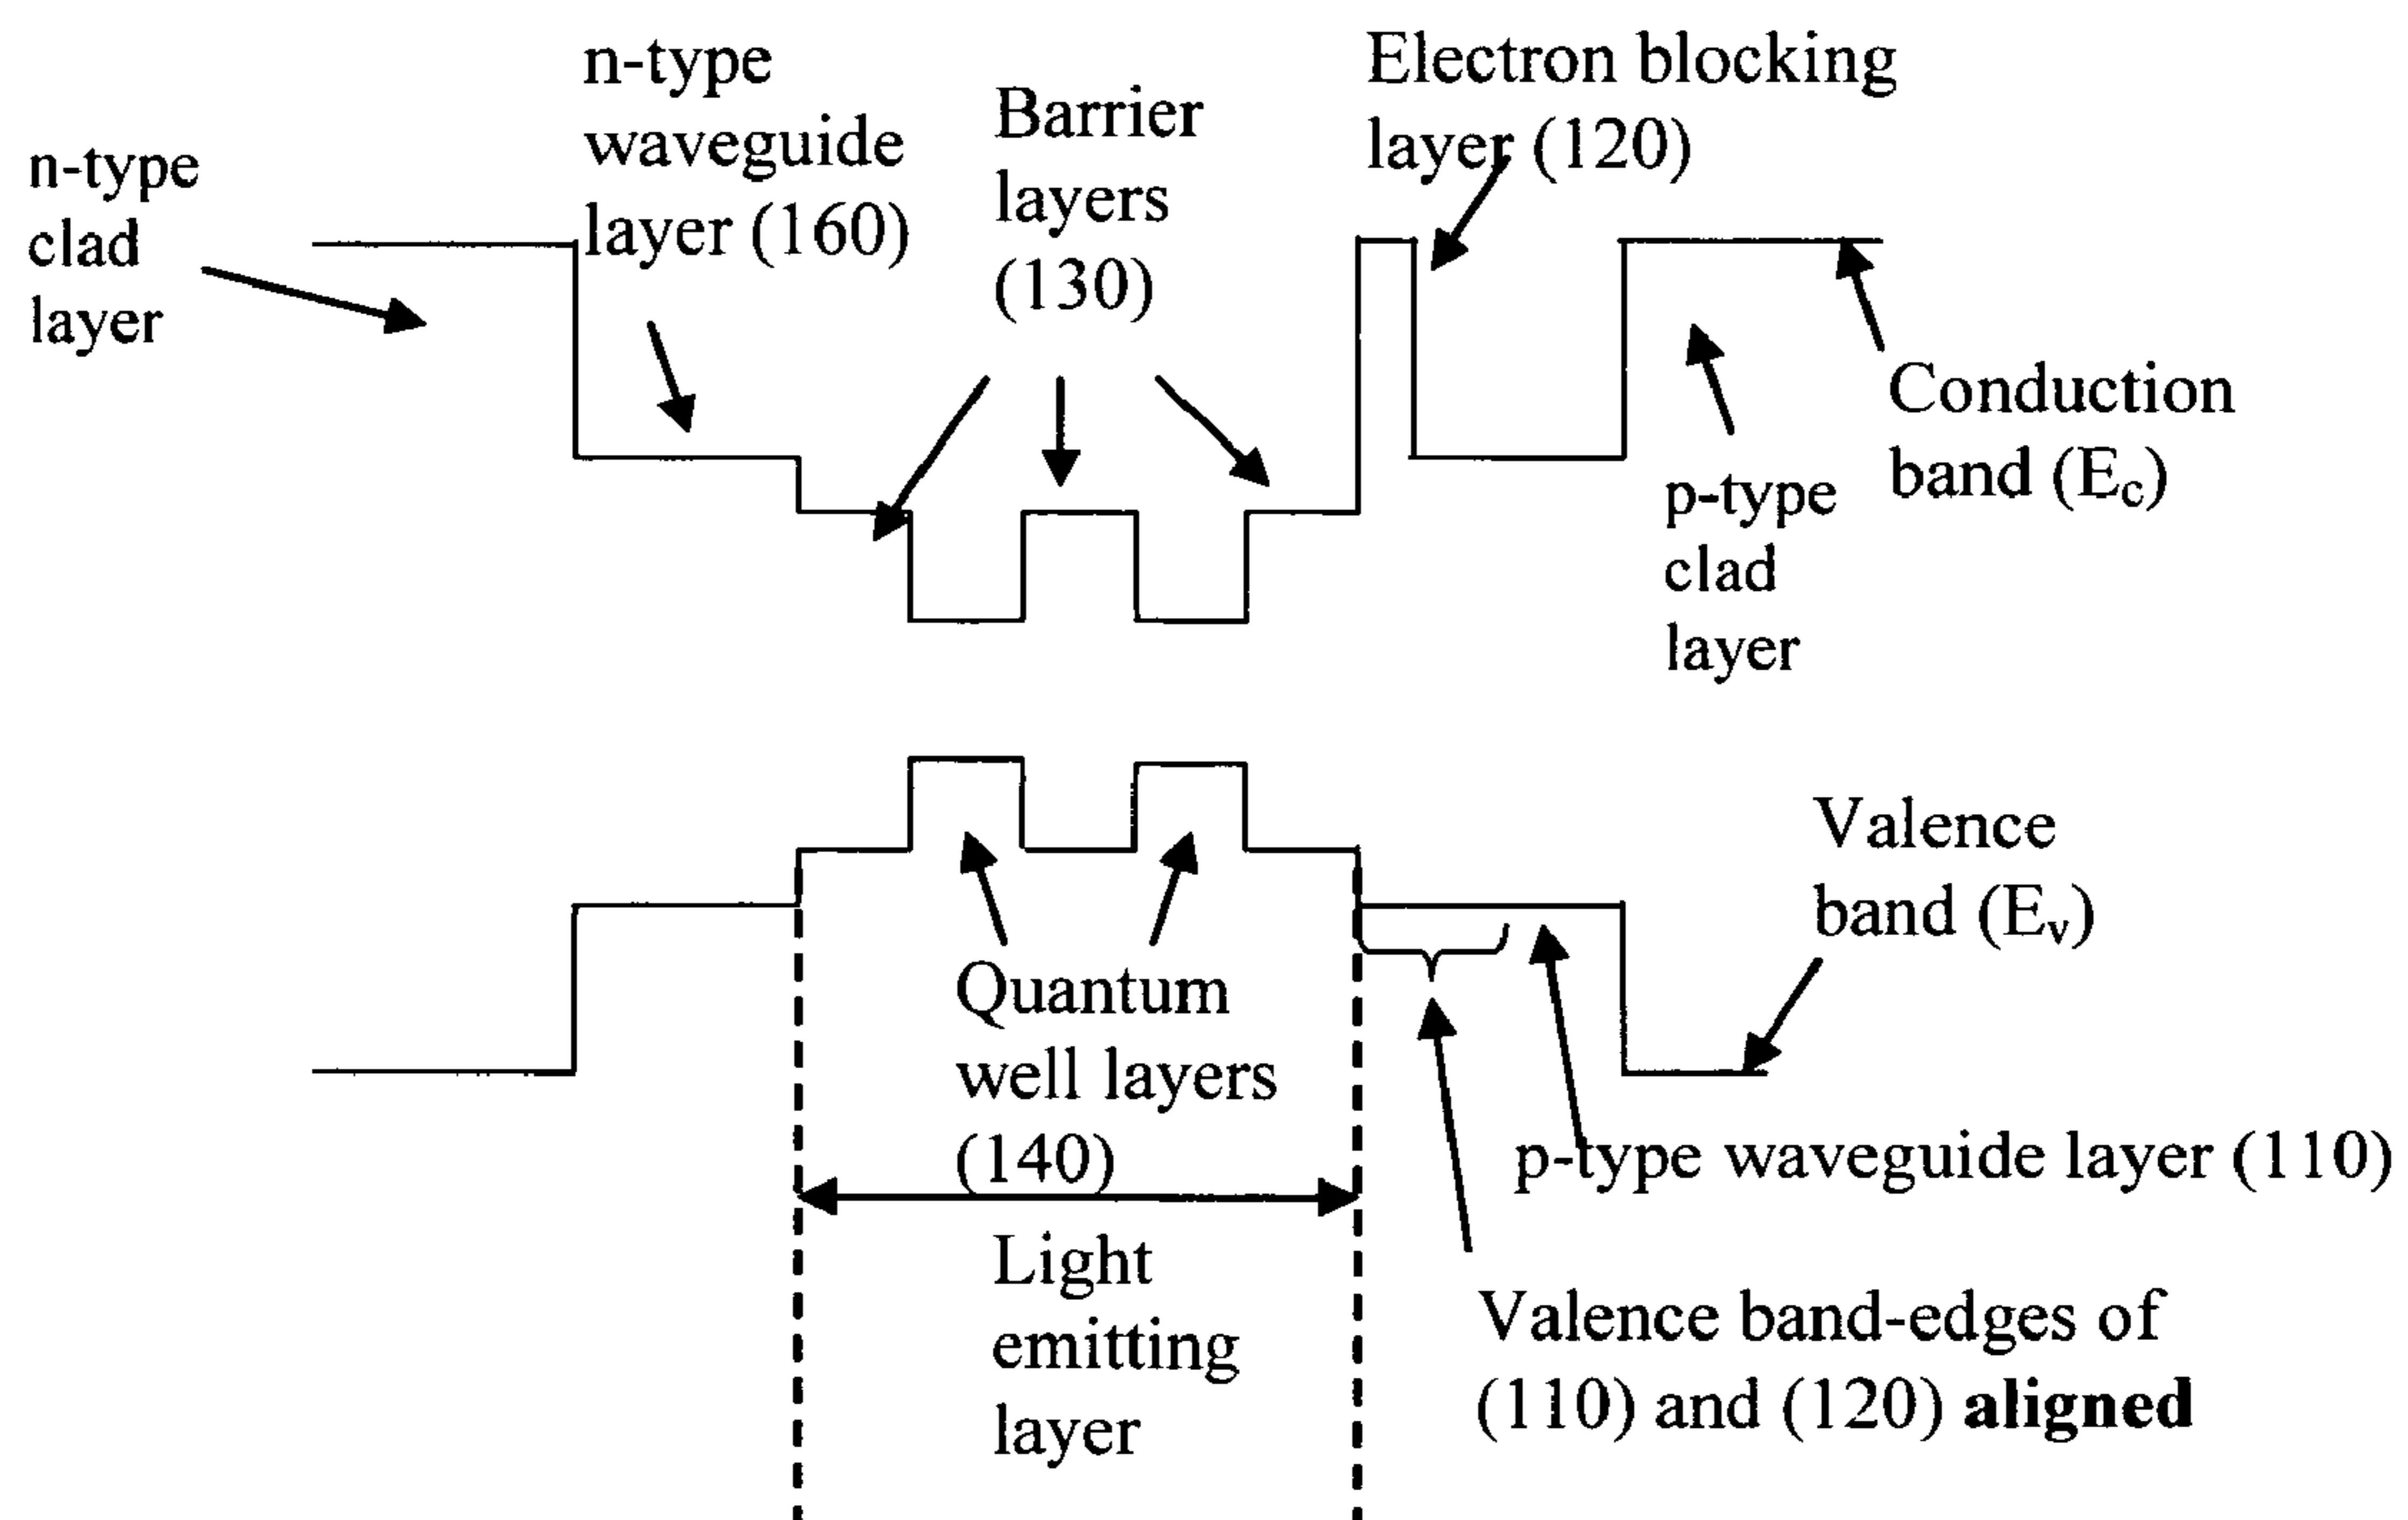 n-type
clad
layer
n-type
waveguide
layer (160)
Barrier
layers
(130)
Electron blocking
layer (120)
Conduction
band (Ec)
p-type
clad
layer
Valence
band (Ev)
Quantum
well layers
(140)
p-type waveguide layer (110)
Light
emitting
layer
Valence band-edges of
(110) and (120) aligned